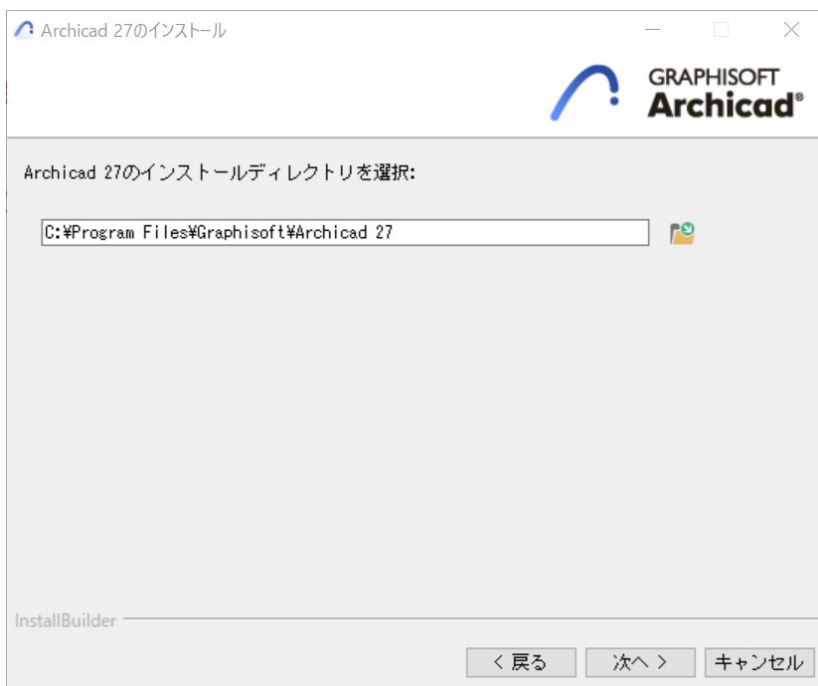 Archicad 27のインストール
GRAPHISOFT
Archicad®
Archicad 27のインストールディレクトリを選択:
C:¥Program Files¥Graphisoft¥Archicad 27
InstallBuilder
< 戻る
次へ >
キャンセル